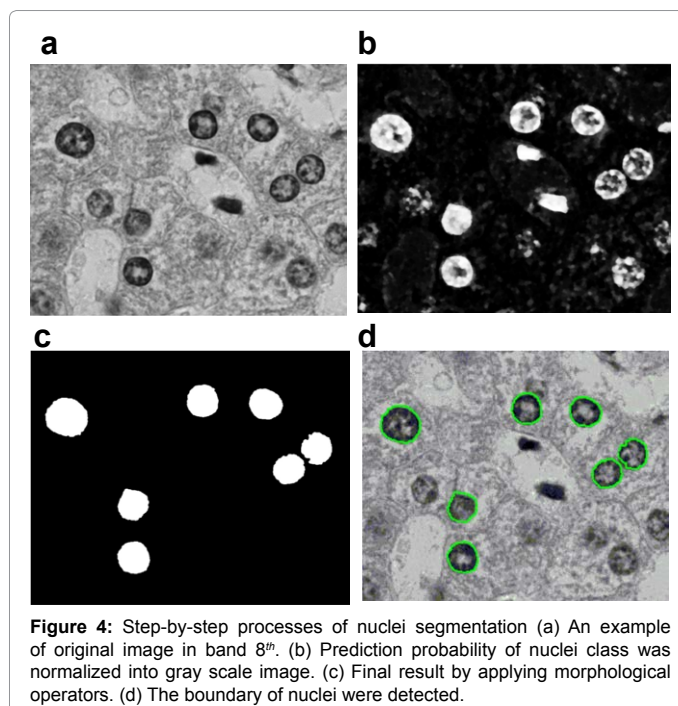 a
b
c
d
Figure 4: Step-by-step processes of nuclei segmentation (a) An example
of original image in band 8th. (b) Prediction probability of nuclei class was
normalized into gray scale image. (c) Final result by applying morphological
operators. (d) The boundary of nuclei were detected.